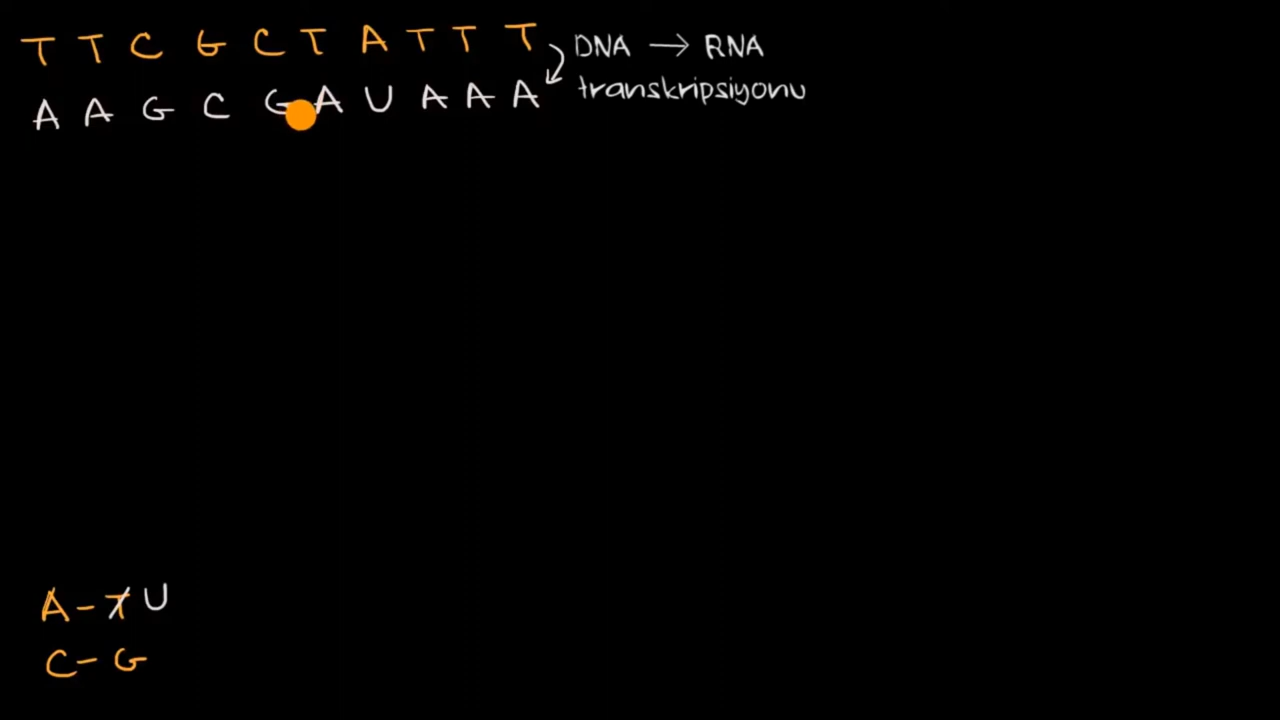 T T C G C T A T T T DNA → RNA
A A G C G A U A A A transkripsiyonu
A - T U
C - G